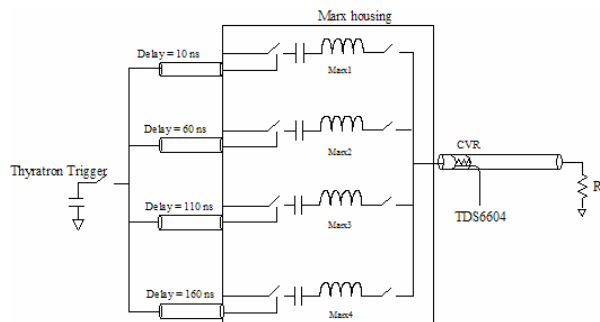 Marx housing
Delay = 10 ns
Marx1
Delay = 60 ns
Marx2
CVR
Thyratron Trigger
R
TDS6604
Delay = 110 ns
Marx3
Delay = 160 ns
Marx4